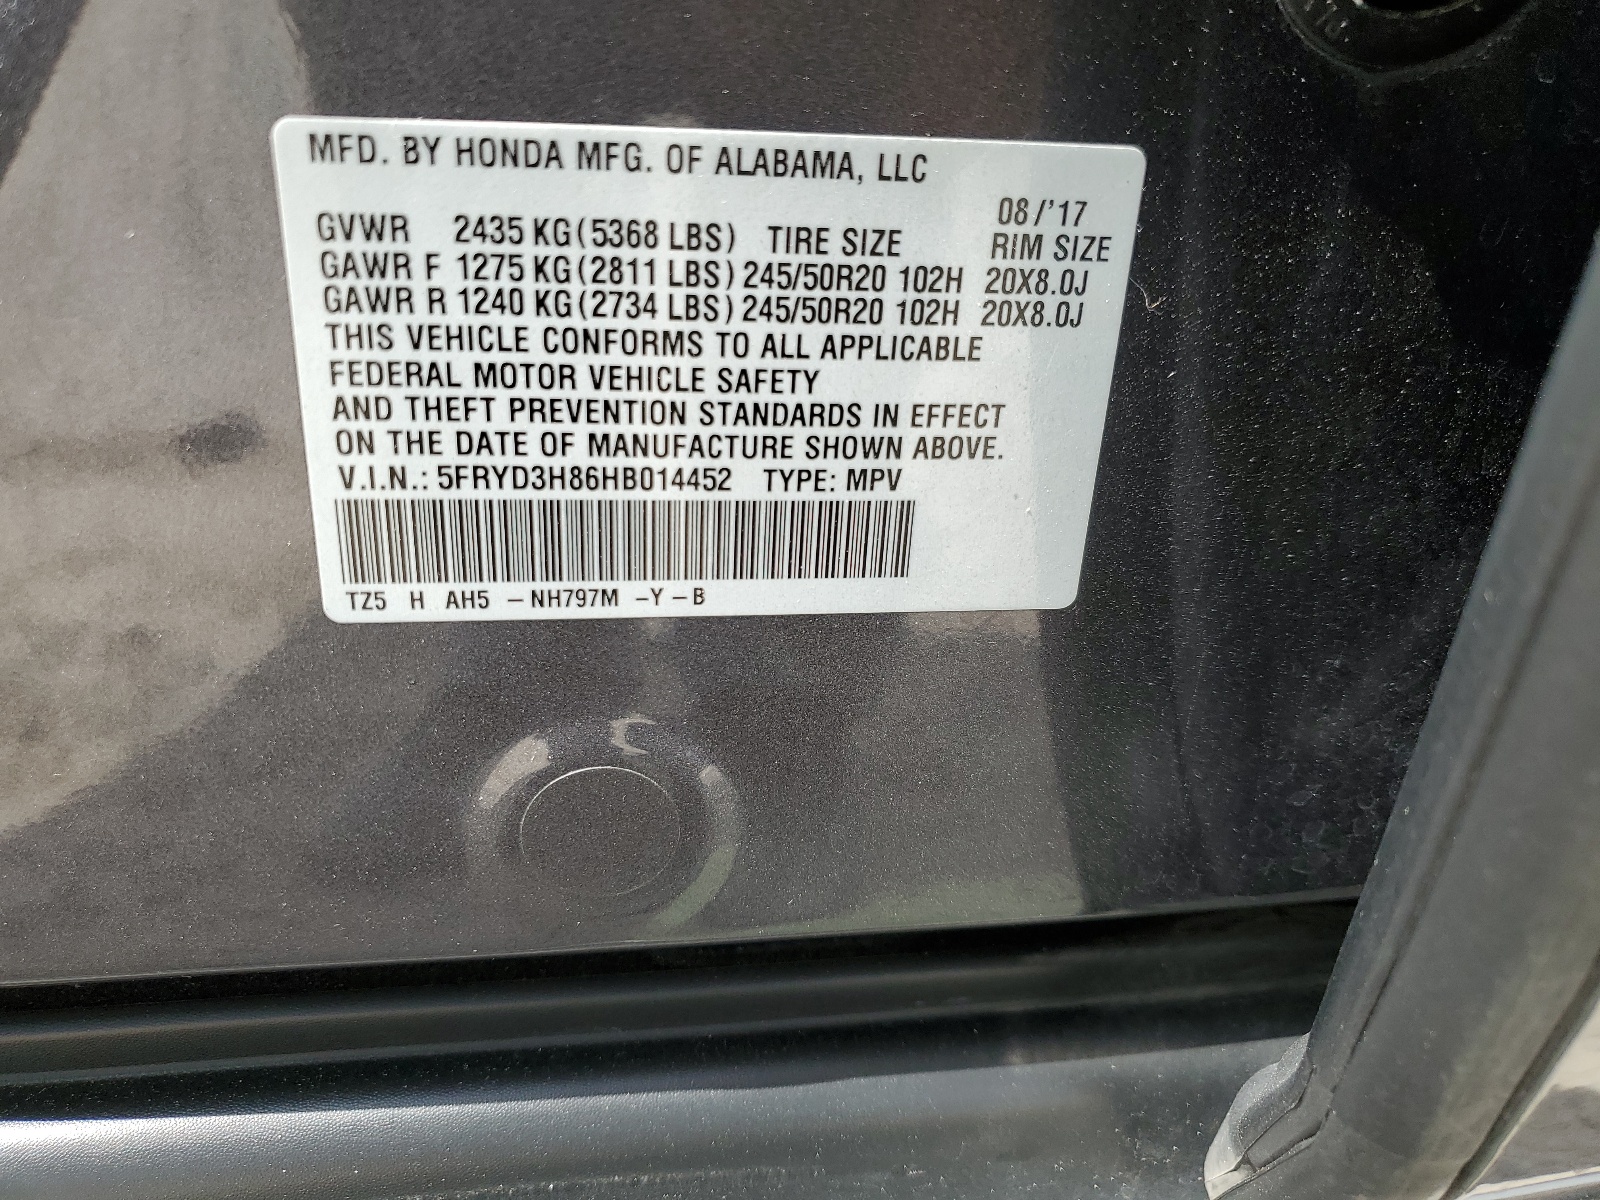 MFD. BY HONDA MFG. OF ALABAMA, LLC
08/'17
GVWR 2435 KG(5368 LBS) TIRE SIZE RIM SIZE
GAWR F 1275 KG(2811 LBS) 245/50R20 102H 20X8.0J
GAWR R 1240 KG(2734 LBS) 245/50R20 102H 20X8.0J
THIS VEHICLE CONFORMS TO ALL APPLICABLE
FEDERAL MOTOR VEHICLE SAFETY
AND THEFT PREVENTION STANDARDS IN EFFECT
ON THE DATE OF MANUFACTURE SHOWN ABOVE.
V.I.N.: 5FRYD3H86HB014452 TYPE: MPV
TZ5 H AH5 -NH797M -Y-B